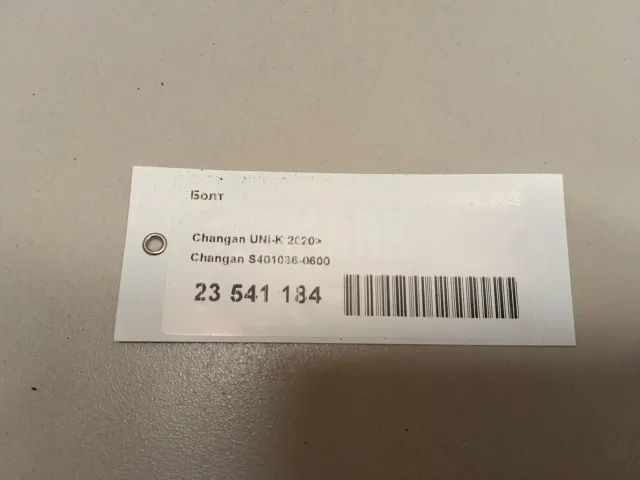 Болт
Changan UNI-K 2020>
Changan S401036-0600
23 541 184